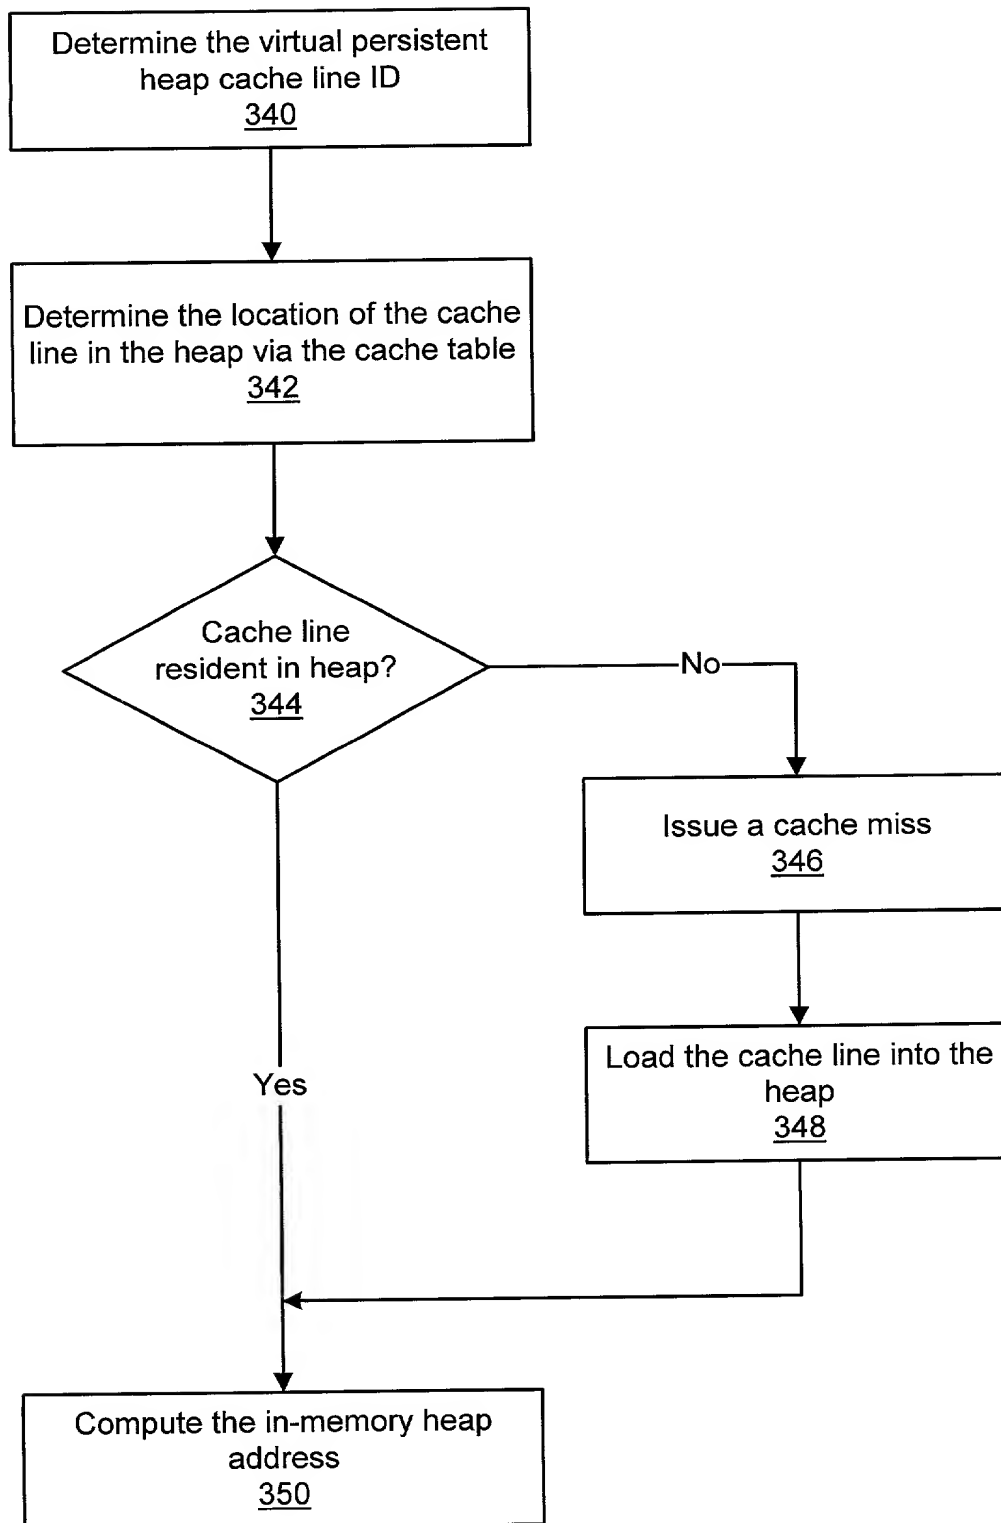 Determine the virtual persistent
heap cache line ID
340
Determine the location of the cache
line in the heap via the cache table
342
Cache line
resident in heap?
344
No
Issue a cache miss
346
Load the cache line into the
heap
348
Yes
Compute the in-memory heap
address
350